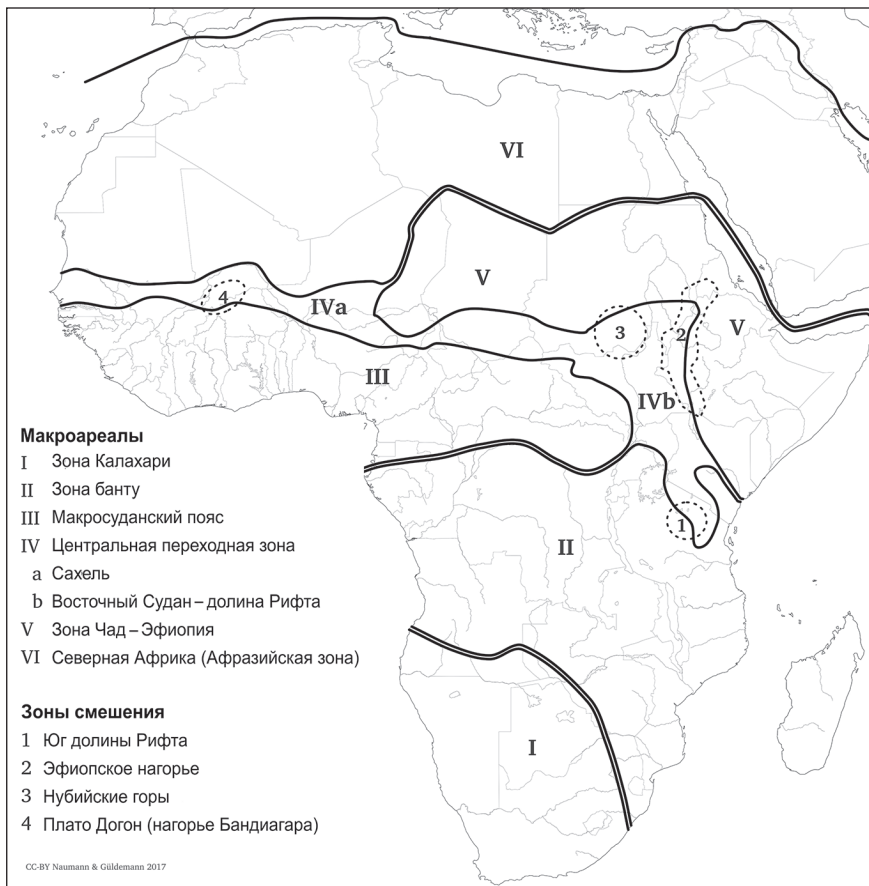 VI
V
4
IVa
3
2
V
III
IVb
1
II
I
Макроареалы
I Зона Калахари
II Зона банту
III Макросуданский пояс
IV Центральная переходная зона
a Сахель
b Восточный Судан – долина Рифта
V Зона Чад – Эфиопия
VI Северная Африка (Афразийская зона)
Зоны смешения
1 Юг долины Рифта
2 Эфиопское нагорье
3 Нубийские горы
4 Плато Догон (нагорье Бандиагара)
CC-BY Naumann & Güldemann 2017